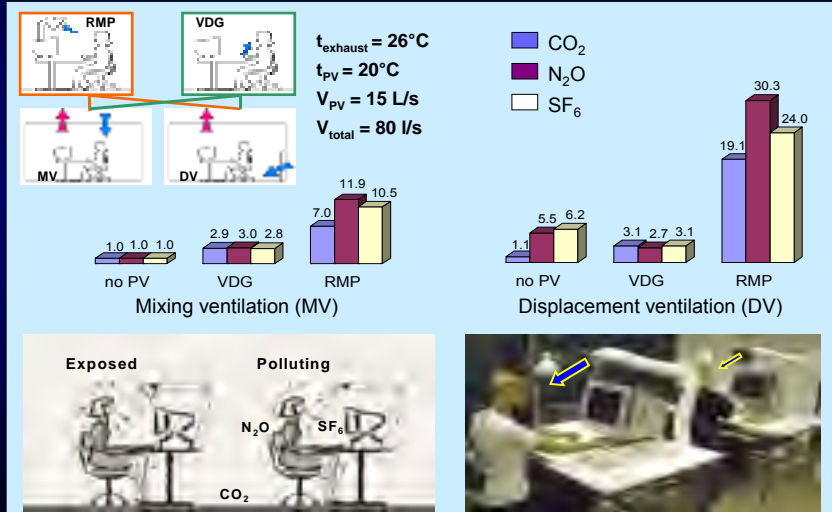 RMP
VDG
MV
DV
t_exhaust = 26°C
t_PV = 20°C
V_PV = 15 L/s
V_total = 80 l/s
CO₂
N₂O
SF₆
1.0 1.0 1.0
2.9 3.0 2.8
7.0 11.9 10.5
no PV VDG RMP
Mixing ventilation (MV)
1.1 5.5 6.2
3.1 2.7 3.1
19.1 30.3 24.0
no PV VDG RMP
Displacement ventilation (DV)
Exposed Polluting
N₂O SF₆
CO₂